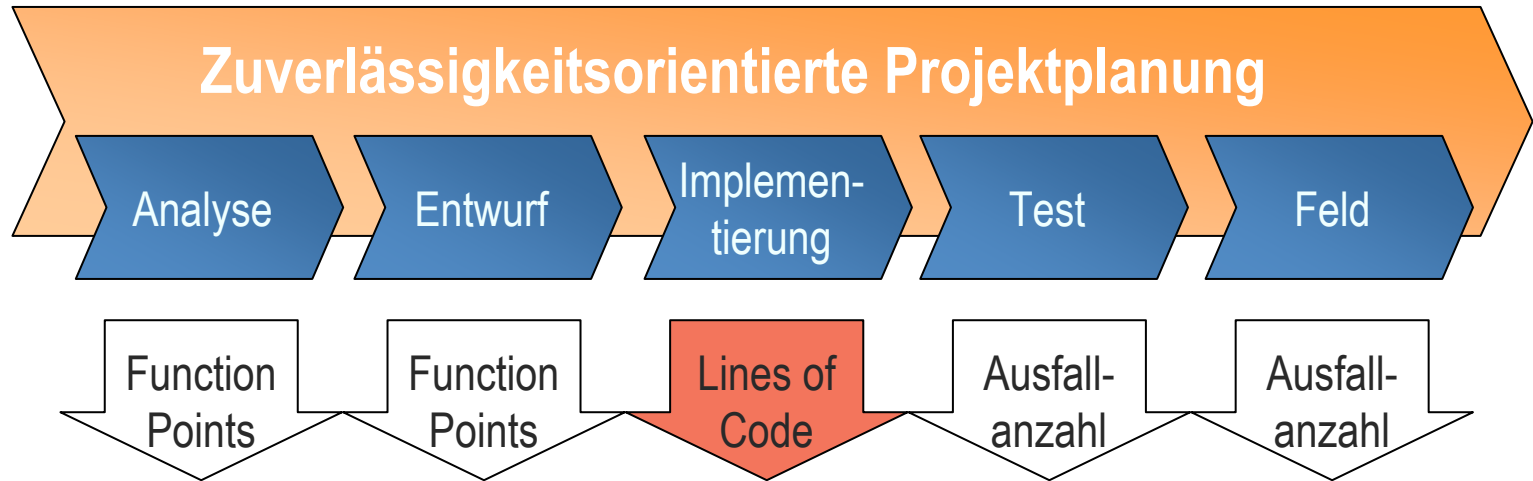 Zuverlässigkeitsorientierte Projektplanung
Analyse
Entwurf
Implemen-
tierung
Test
Feld
Function
Points
Function
Points
Lines of
Code
Ausfall-
anzahl
Ausfall-
anzahl